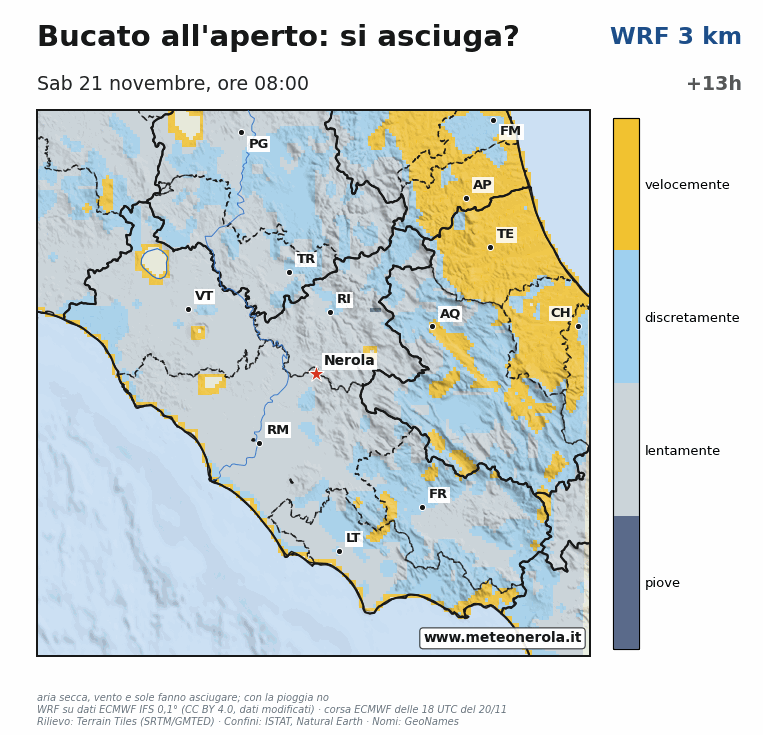 Bucato all'aperto: si asciuga?
WRF 3 km
Sab 21 novembre, ore 08:00
+13h
FM
PG
AP
TE
TR
VT
RI
AQ
CH
Nerola
RM
FR
LT
www.meteonerola.it
velocemente
discretamente
lentamente
piove
aria secca, vento e sole fanno asciugare; con la pioggia no
WRF su dati ECMWF IFS 0,1° (CC BY 4.0, dati modificati) · corsa ECMWF delle 18 UTC del 20/11
Rilievo: Terrain Tiles (SRTM/GMTED) · Confini: ISTAT, Natural Earth · Nomi: GeoNames